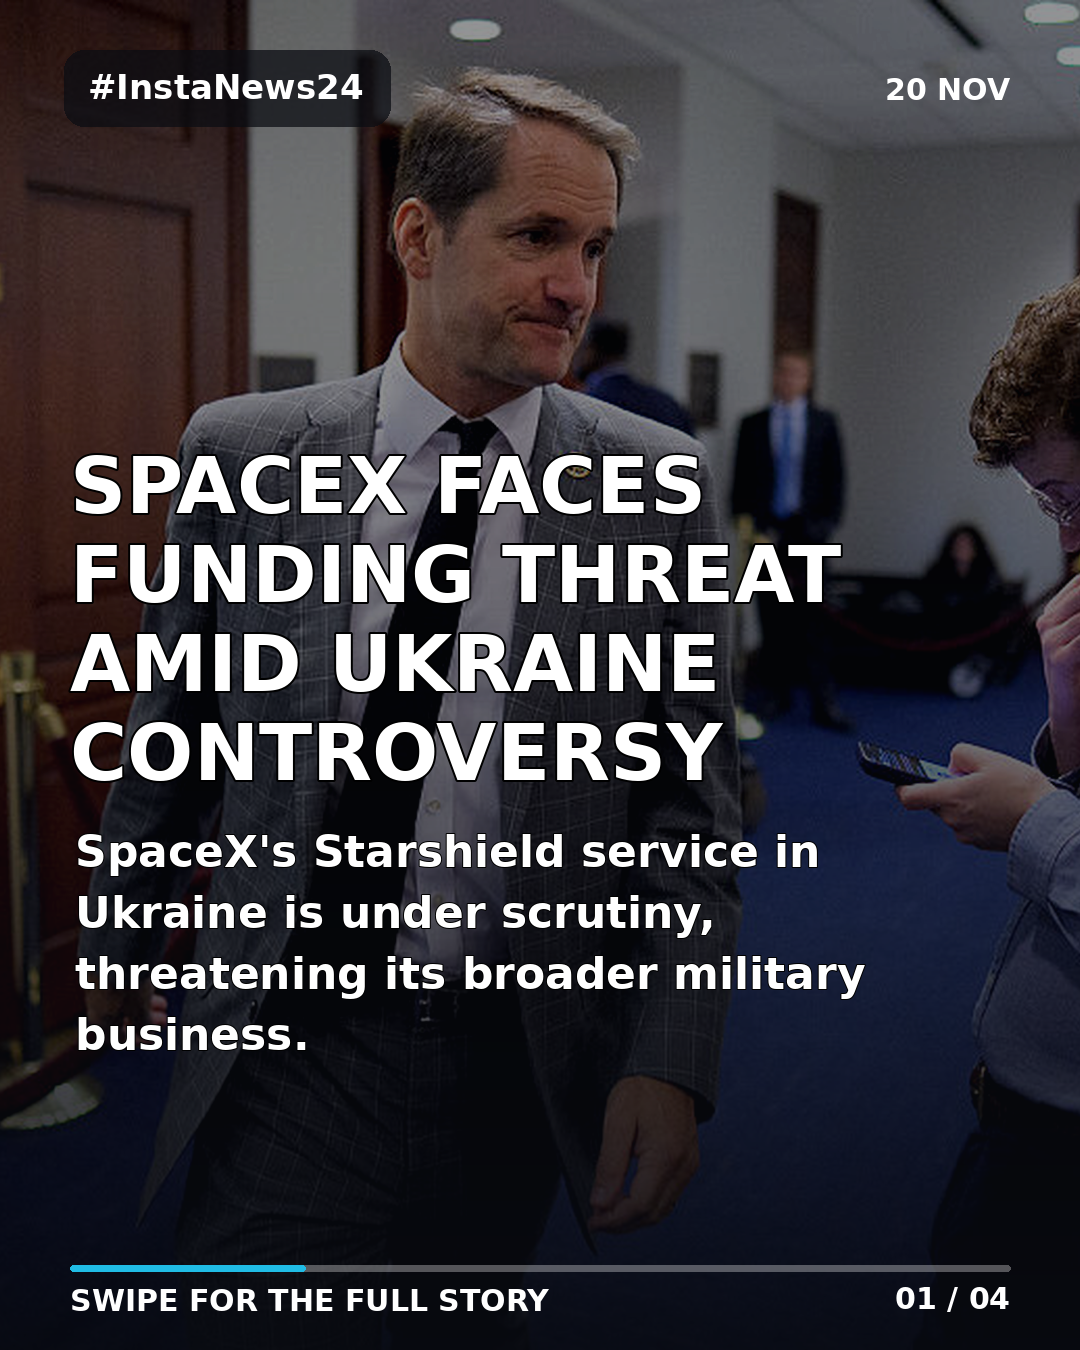 #InstaNews24
20 NOV
SPACEX FACES
FUNDING THREAT
AMID UKRAINE
CONTROVERSY
SpaceX's Starshield service in
Ukraine is under scrutiny,
threatening its broader military
business.
SWIPE FOR THE FULL STORY
01 / 04